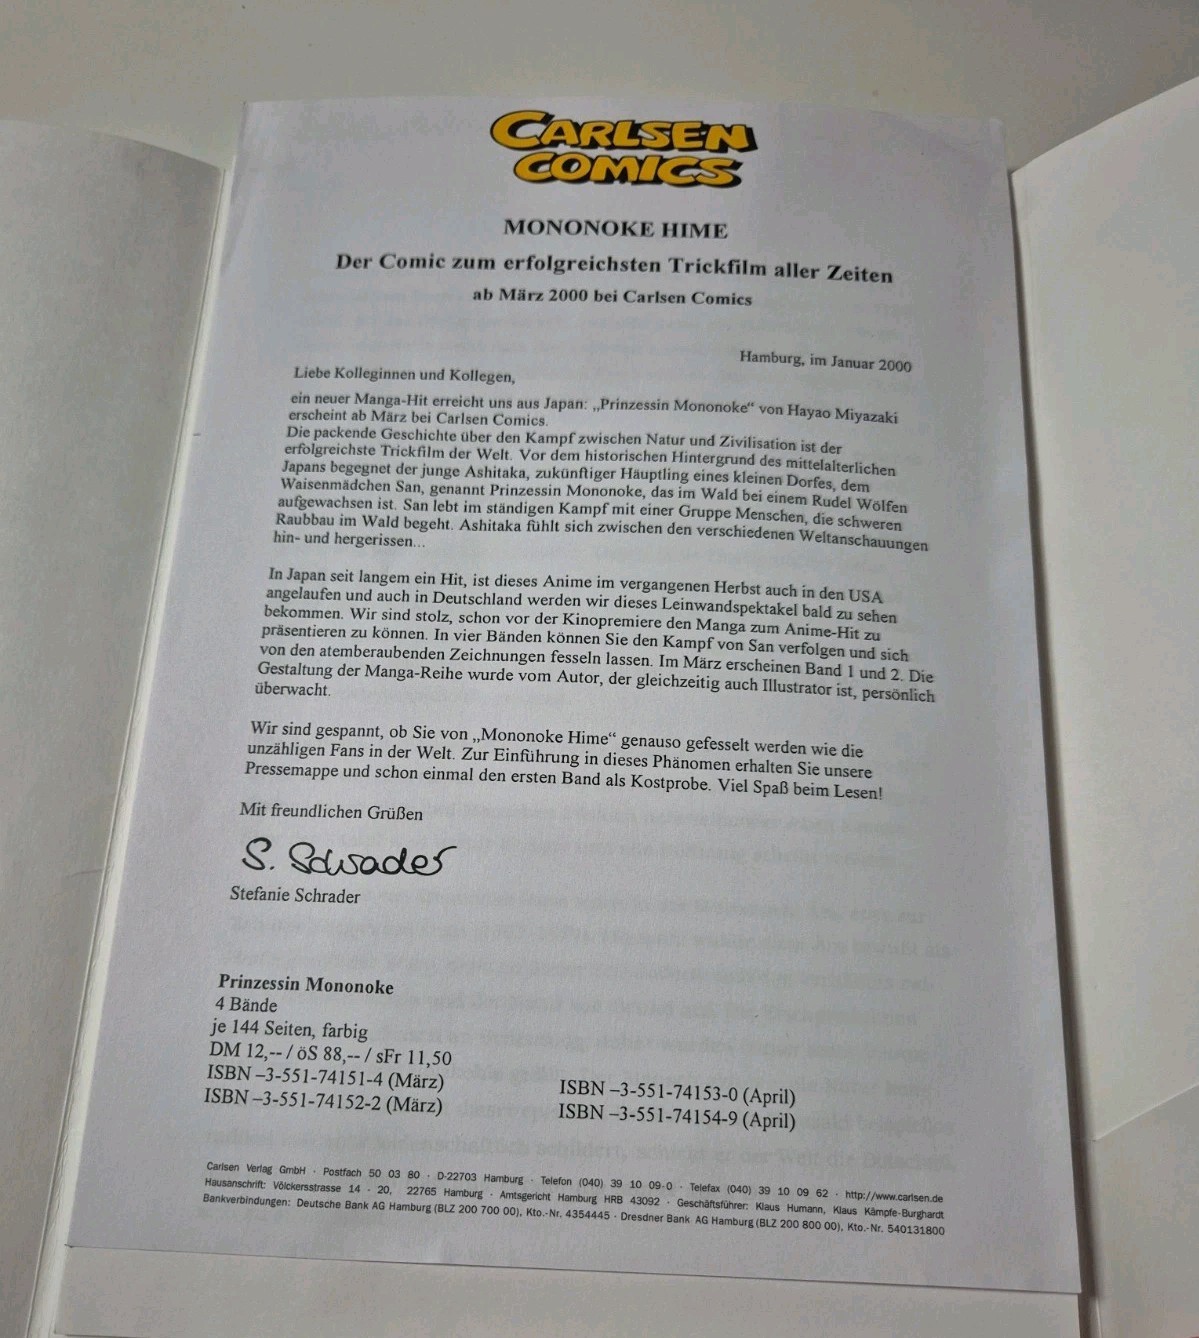 CARLSEN
COMICS
MONONOKE HIME
Der Comic zum erfolgreichsten Trickfilm aller Zeiten
ab März 2000 bei Carlsen Comics
Hamburg, im Januar 2000
Liebe Kolleginnen und Kollegen,
ein neuer Manga-Hit erreicht uns aus Japan: „Prinzessin Mononoke“ von Hayao Miyazaki
erscheint ab März bei Carlsen Comics.
Die packende Geschichte über den Kampf zwischen Natur und Zivilisation ist der
erfolgreichste Trickfilm der Welt. Vor dem historischen Hintergrund des mittelalterlichen
Japans begegnet der junge Ashitaka, zukünftiger Häuptling eines kleinen Dorfes, dem
Waisenmädchen San, genannt Prinzessin Mononoke, das im Wald bei einem Rudel Wölfen
aufgewachsen ist. San lebt im ständigen Kampf mit einer Gruppe Menschen, die schweren
Raubbau im Wald begeht. Ashitaka fühlt sich zwischen den verschiedenen Weltanschauungen
hin- und hergerissen...
In Japan seit langem ein Hit, ist dieses Anime im vergangenen Herbst auch in den USA
angelaufen und auch in Deutschland werden wir dieses Leinwandspektakel bald zu sehen
bekommen. Wir sind stolz, schon vor der Kinopremiere den Manga zum Anime-Hit zu
präsentieren zu können. In vier Bänden können Sie den Kampf von San verfolgen und sich
von den atemberaubenden Zeichnungen fesseln lassen. Im März erscheinen Band 1 und 2. Die
Gestaltung der Manga-Reihe wurde vom Autor, der gleichzeitig auch Illustrator ist, persönlich
überwacht.
Wir sind gespannt, ob Sie von „Mononoke Hime“ genauso gefesselt werden wie die
unzähligen Fans in der Welt. Zur Einführung in dieses Phänomen erhalten Sie unsere
Pressemappe und schon einmal den ersten Band als Kostprobe. Viel Spaß beim Lesen!
Mit freundlichen Grüßen
S. Schrader
Stefanie Schrader
Prinzessin Mononoke
4 Bände
je 144 Seiten, farbig
DM 12,-- / öS 88,-- / sFr 11,50
ISBN –3-551-74151-4 (März) ISBN –3-551-74153-0 (April)
ISBN –3-551-74152-2 (März) ISBN –3-551-74154-9 (April)
Carlsen Verlag GmbH · Postfach 50 03 80 · D-22703 Hamburg · Telefon (040) 39 10 09-0 · Telefax (040) 39 10 09 62 · http://www.carlsen.de
Hausanschrift: Völckersstrasse 14 - 20, 22765 Hamburg · Amtsgericht Hamburg HRB 43092 · Geschäftsführer: Klaus Humann, Klaus Kämpfe-Burghardt
Bankverbindungen: Deutsche Bank AG Hamburg (BLZ 200 700 00), Kto.-Nr. 4354445 · Dresdner Bank AG Hamburg (BLZ 200 800 00), Kto.-Nr. 540131800